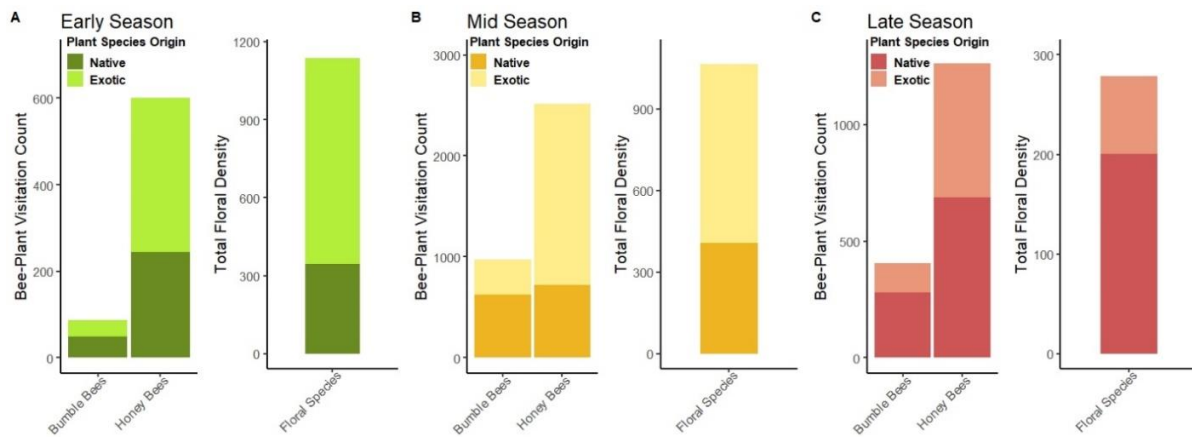 A
Early Season
Plant Species Origin
Native
Exotic
Bee-Plant Visitation Count
600
400
200
0
Bumble Bees
Honey Bees
Total Floral Density
1200
900
600
300
0
Floral Species
B
Mid Season
Plant Species Origin
Native
Exotic
Bee-Plant Visitation Count
3000
2000
1000
0
Bumble Bees
Honey Bees
Total Floral Density
900
600
300
0
Floral Species
C
Late Season
Plant Species Origin
Native
Exotic
Bee-Plant Visitation Count
1000
500
0
Bumble Bees
Honey Bees
Total Floral Density
300
200
100
0
Floral Species